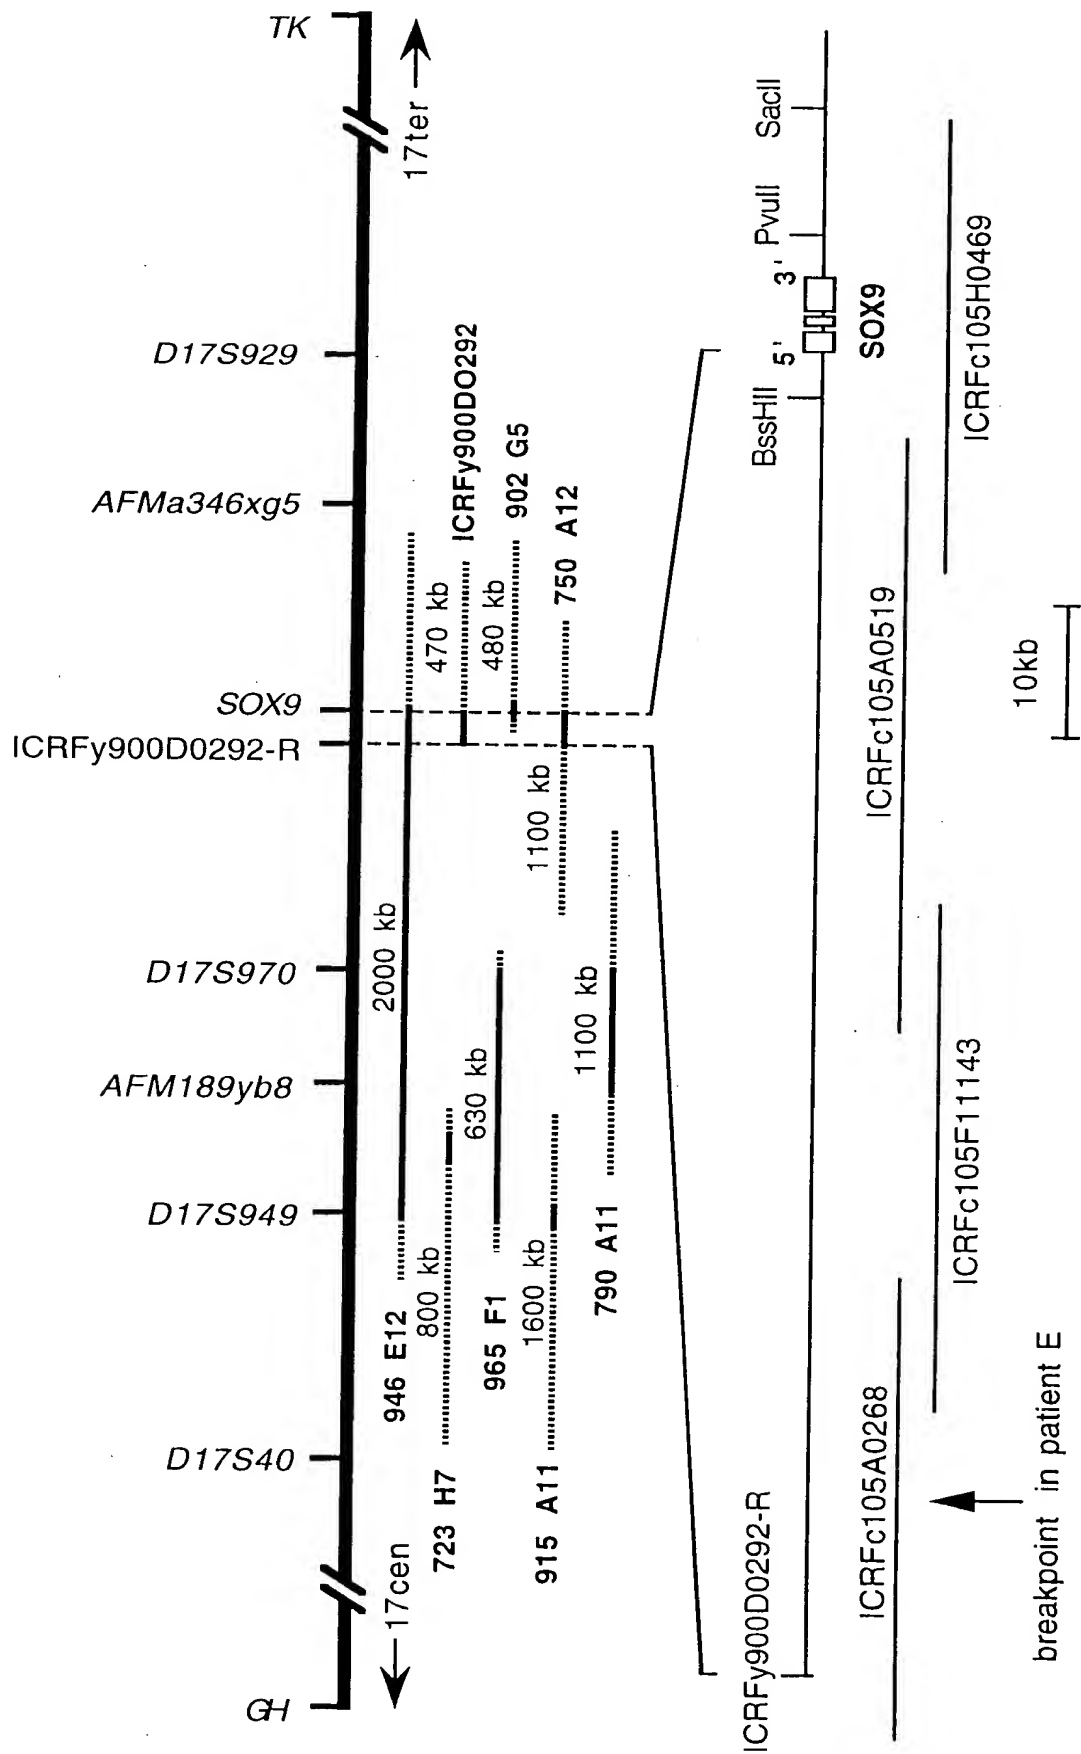 GH
D17S40
D17S949
AFM189yb8
D17S970
ICRFy900D0292-R
SOX9
AFMa346xg5
D17S929
TK
17cen
17ter
946 E12
2000 kb
723 H7
800 kb
470 kb
ICRFy900DO292
965 F1
630 kb
480 kb
902 G5
915 A11
1600 kb
1100 kb
750 A12
790 A11
1100 kb
ICRFy900D0292-R
BssHII
5'
3'
PvuII
SacII
SOX9
ICRFc105A0268
ICRFc105A0519
ICRFc105F11143
ICRFc105H0469
breakpoint in patient E
10kb